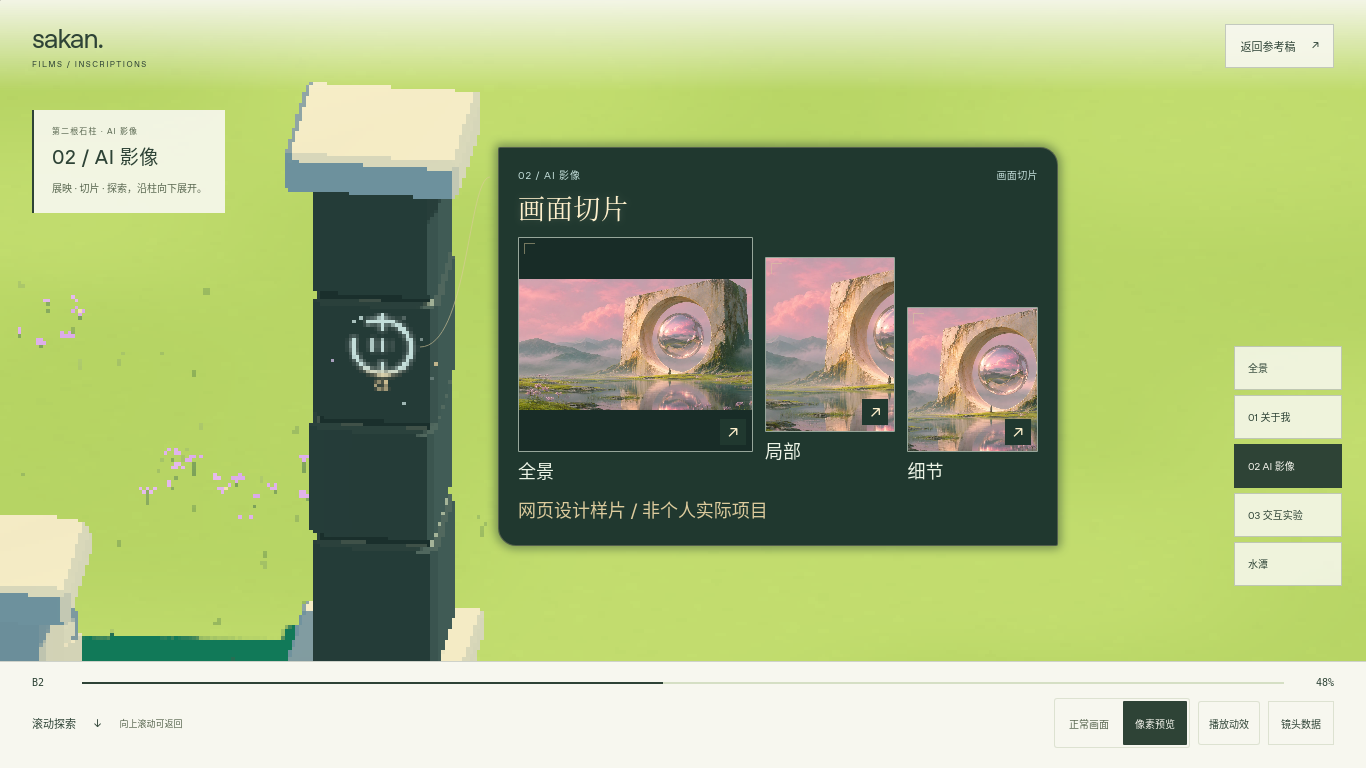 sakan.
FILMS / INSCRIPTIONS
返回参考稿 ↗
第二根石柱 · AI 影像
02 / AI 影像
展映 · 切片 · 探索，沿柱向下展开。
02 / AI 影像
画面切片
画面切片
全景
局部
细节
网页设计样片 / 非个人实际项目
全景
01 关于我
02 AI 影像
03 交互实验
水潭
B2
48%
滚动探索 ↓ 向上滚动可返回
正常画面
像素预览
播放动效
镜头数据